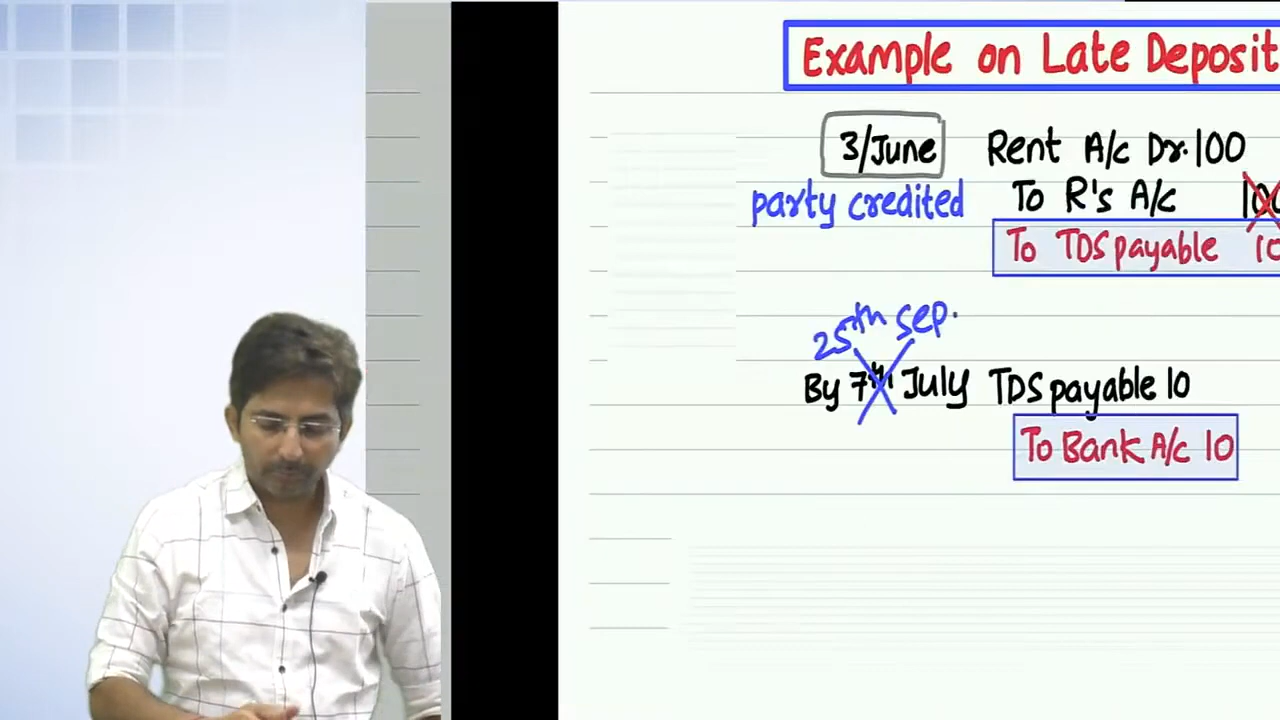 Example on Late Deposit
3/June Rent A/c Dr. 100
party credited To R's A/c
To TDS payable
25th Sep.
By 7th July TDS payable 10
To Bank A/c 10